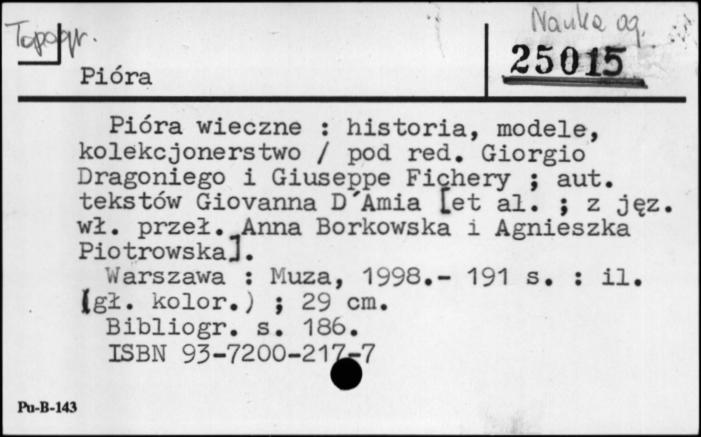 Topogr.
Nauka og.
25015
Pióra
Pióra wieczne : historia, modele,
kolekcjonerstwo / pod red. Giorgio
Dragoniego i Giuseppe Fichery ; aut.
tekstów Giovanna D´Amia [et al. ; z jęz.
wł. przeł. Anna Borkowska i Agnieszka
Piotrowska].
Warszawa : Muza, 1998.- 191 s. : il.
(gł. kolor.) ; 29 cm.
Bibliogr. s. 186.
ISBN 93-7200-217-7
Pu-B-143